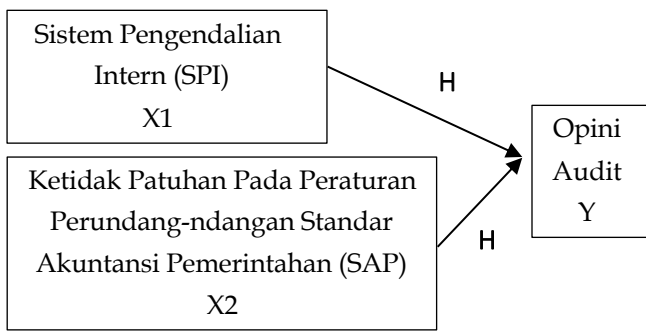 Sistem Pengendalian
Intern (SPI)
X1
H
Opini
Audit
Y
Ketidak Patuhan Pada Peraturan
Perundang-ndangan Standar
Akuntansi Pemerintahan (SAP)
X2
H